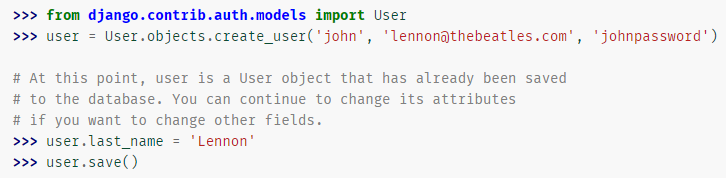 >>> from django.contrib.auth.models import User
>>> user = User.objects.create_user('john', 'lennon@thebeatles.com', 'johnpassword')
# At this point, user is a User object that has already been saved
# to the database. You can continue to change its attributes
# if you want to change other fields.
>>> user.last_name = 'Lennon'
>>> user.save()